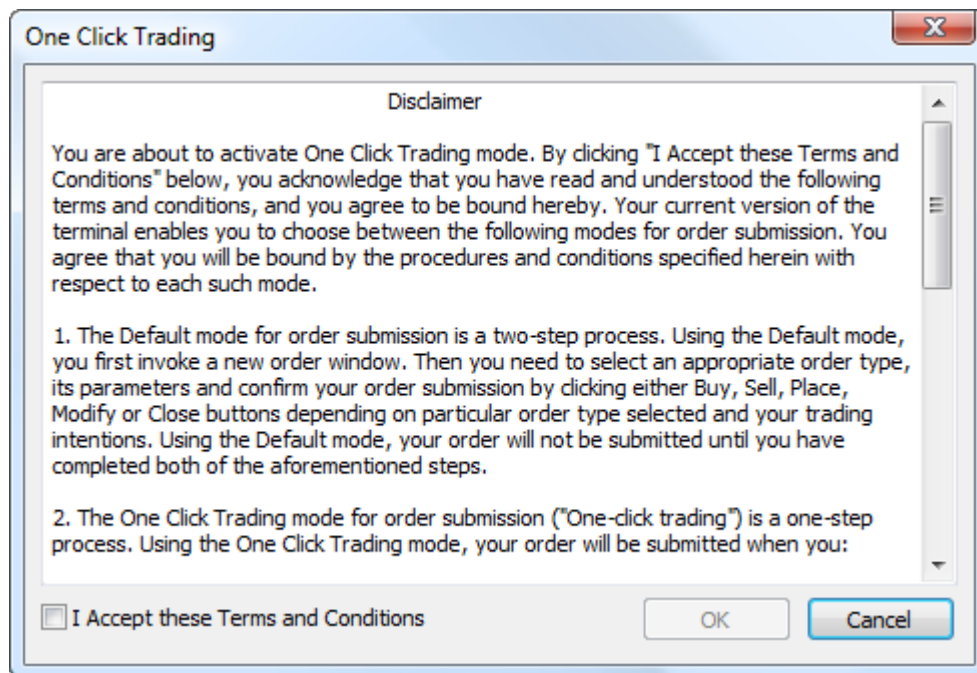 One Click Trading
Disclaimer
You are about to activate One Click Trading mode. By clicking "I Accept these Terms and
Conditions" below, you acknowledge that you have read and understood the following
terms and conditions, and you agree to be bound hereby. Your current version of the
terminal enables you to choose between the following modes for order submission. You
agree that you will be bound by the procedures and conditions specified herein with
respect to each such mode.
1. The Default mode for order submission is a two-step process. Using the Default mode,
you first invoke a new order window. Then you need to select an appropriate order type,
its parameters and confirm your order submission by clicking either Buy, Sell, Place,
Modify or Close buttons depending on particular order type selected and your trading
intentions. Using the Default mode, your order will not be submitted until you have
completed both of the aforementioned steps.
2. The One Click Trading mode for order submission ("One-click trading") is a one-step
process. Using the One Click Trading mode, your order will be submitted when you:
I Accept these Terms and Conditions
OK
Cancel